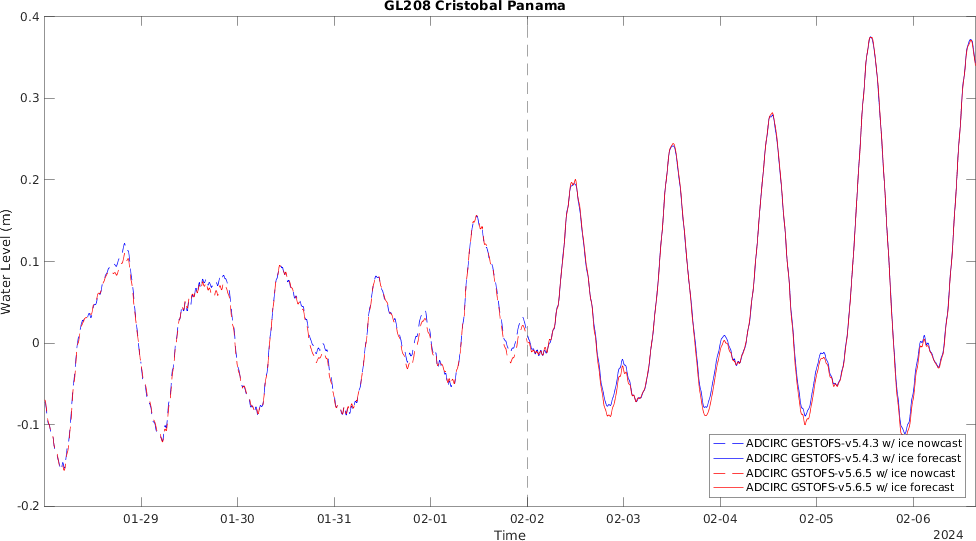 GL208 Cristobal Panama
0.4
0.3
0.2
0.1
0
-0.1
-0.2
Water Level (m)
01-29
01-30
01-31
02-01
02-02
02-03
02-04
02-05
02-06
Time
2024
ADCIRC GESTOFS-v5.4.3 w/ ice nowcast
ADCIRC GESTOFS-v5.4.3 w/ ice forecast
ADCIRC GSTOFS-v5.6.5 w/ ice nowcast
ADCIRC GSTOFS-v5.6.5 w/ ice forecast